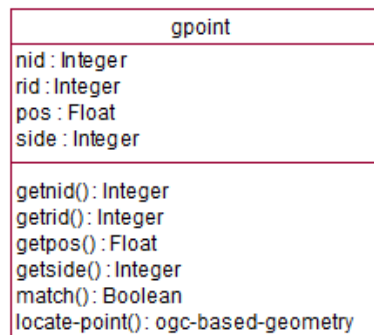 gpoint
nid : Integer
rid : Integer
pos : Float
side : Integer
getnid() : Integer
getrid() : Integer
getpos() : Float
getside() : Integer
match() : Boolean
locate-point() : ogc-based-geometry